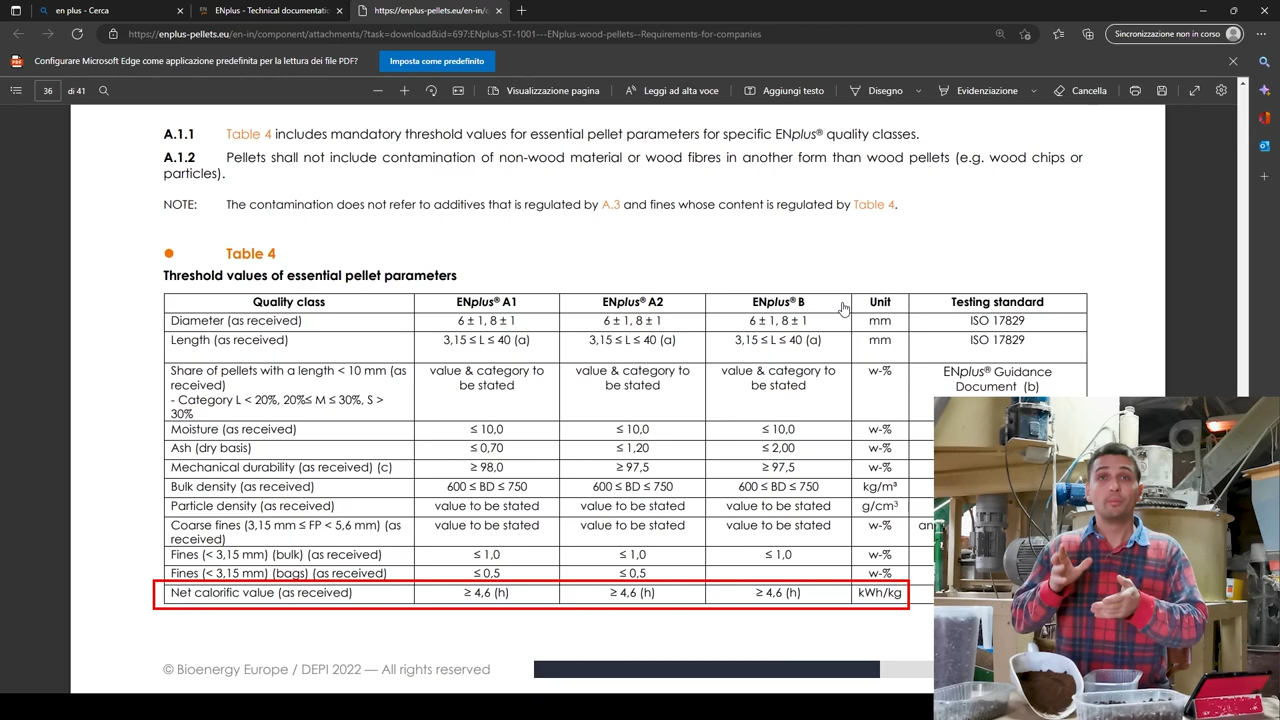 en plus - Cerca
ENplus - Technical documentatio
https://enplus-pellets.eu/en-in/c
https://enplus-pellets.eu/en-in/component/attachments/?task=download&id=697:ENplus-ST-1001---ENplus-wood-pellets--Requirements-for-companies
Sincronizzazione non in corso
Configurare Microsoft Edge come applicazione predefinita per la lettura dei file PDF?
Imposta come predefinito
36 di 41
Visualizzazione pagina
Leggi ad alta voce
Aggiungi testo
Disegno
Evidenziazione
Cancella
A.1.1 Table 4 includes mandatory threshold values for essential pellet parameters for specific ENplus® quality classes.
A.1.2 Pellets shall not include contamination of non-wood material or wood fibres in another form than wood pellets (e.g. wood chips or
particles).
NOTE: The contamination does not refer to additives that is regulated by A.3 and fines whose content is regulated by Table 4.
Table 4
Threshold values of essential pellet parameters
Quality class ENplus® A1 ENplus® A2 ENplus® B Unit Testing standard
Diameter (as received) 6 ± 1, 8 ± 1 6 ± 1, 8 ± 1 6 ± 1, 8 ± 1 mm ISO 17829
Length (as received) 3,15 ≤ L ≤ 40 (a) 3,15 ≤ L ≤ 40 (a) 3,15 ≤ L ≤ 40 (a) mm ISO 17829
Share of pellets with a length < 10 mm (as value & category to value & category to value & category to w-% ENplus® Guidance
received) be stated be stated be stated Document (b)
- Category L < 20%, 20%≤ M ≤ 30%, S >
30%
Moisture (as received) ≤ 10,0 ≤ 10,0 ≤ 10,0 w-%
Ash (dry basis) ≤ 0,70 ≤ 1,20 ≤ 2,00 w-%
Mechanical durability (as received) (c) ≥ 98,0 ≥ 97,5 ≥ 97,5 w-%
Bulk density (as received) 600 ≤ BD ≤ 750 600 ≤ BD ≤ 750 600 ≤ BD ≤ 750 kg/m³
Particle density (as received) value to be stated value to be stated value to be stated g/cm³
Coarse fines (3,15 mm ≤ FP < 5,6 mm) (as value to be stated value to be stated value to be stated w-%
received)
Fines (< 3,15 mm) (bulk) (as received) ≤ 1,0 ≤ 1,0 ≤ 1,0 w-%
Fines (< 3,15 mm) (bags) (as received) ≤ 0,5 ≤ 0,5 w-%
Net calorific value (as received) ≥ 4,6 (h) ≥ 4,6 (h) ≥ 4,6 (h) kWh/kg
© Bioenergy Europe / DEPI 2022 — All rights reserved